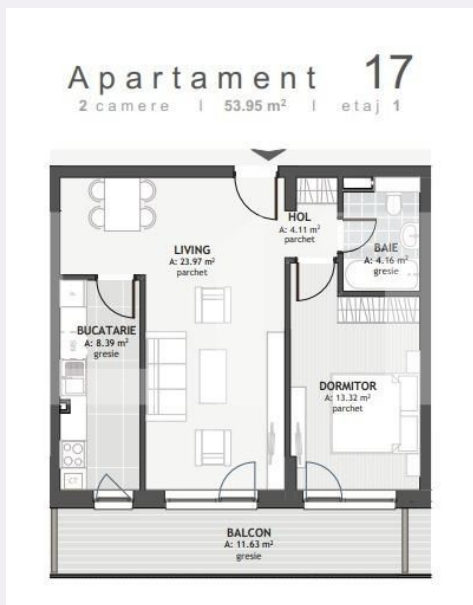 Apartament 17
2 camere | 53.95 m² | etaj 1
HOL
A: 4.11 m²
parchet
LIVING
A: 23.97 m²
parchet
BAIE
A: 4.16 m²
gresie
BUCATARIE
A: 8.39 m²
gresie
DORMITOR
A: 13.32 m²
parchet
CT
BALCON
A: 11.63 m²
gresie